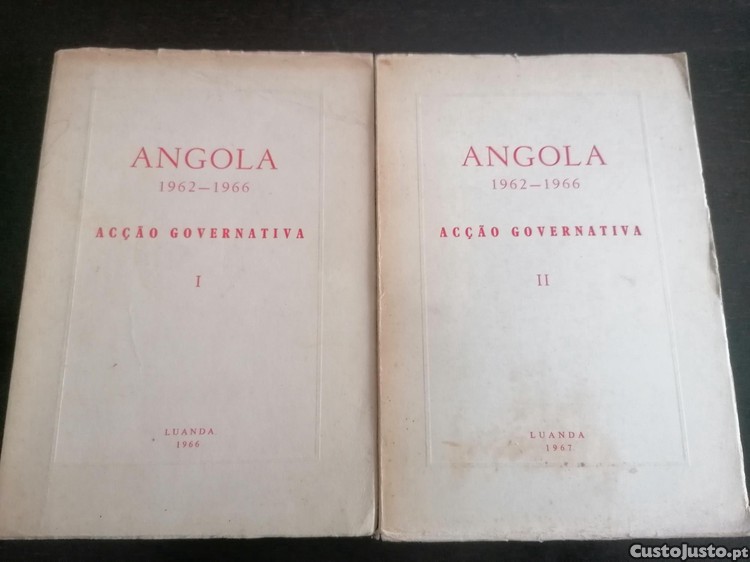 ANGOLA
1962—1966
ACÇÃO GOVERNATIVA
I
LUANDA
1966
ANGOLA
1962—1966
ACÇÃO GOVERNATIVA
II
LUANDA
1967
CustoJusto.pt